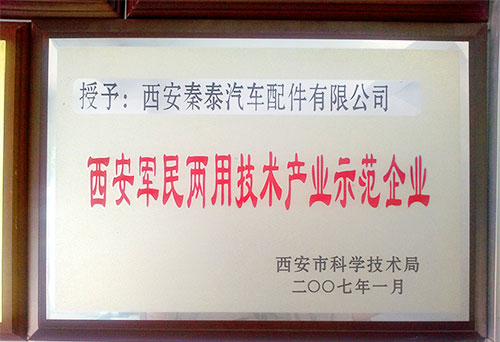 授予：西安秦泰汽车配件有限公司
西安军民两用技术产业示范企业
西安市科学技术局
二〇〇七年一月